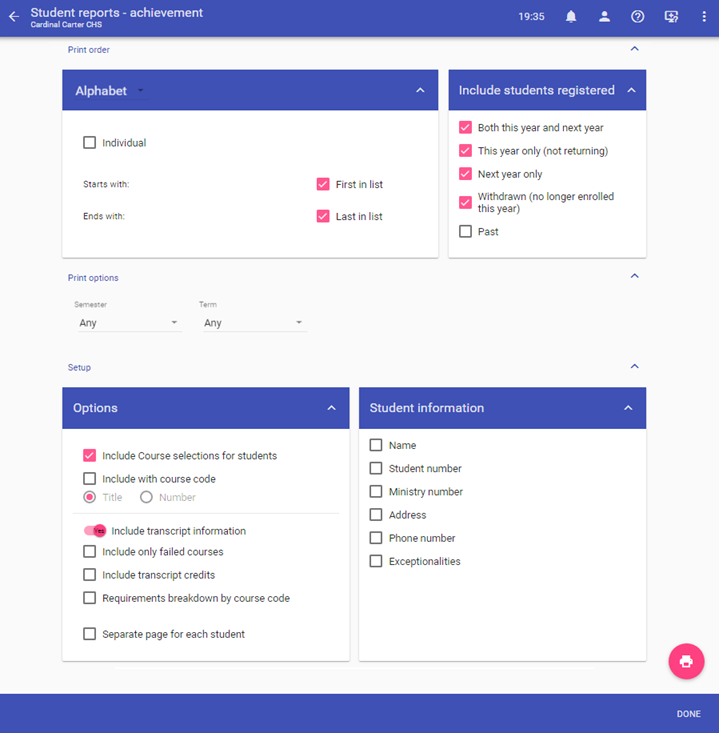 Student reports - achievement
Cardinal Carter CHS
19:35
Print order
Alphabet
Individual
Starts with:
First in list
Ends with:
Last in list
Include students registered
Both this year and next year
This year only (not returning)
Next year only
Withdrawn (no longer enrolled
this year)
Past
Print options
Semester
Any
Term
Any
Setup
Options
Include Course selections for students
Include with course code
Title
Number
Include transcript information
Include only failed courses
Include transcript credits
Requirements breakdown by course code
Separate page for each student
Student information
Name
Student number
Ministry number
Address
Phone number
Exceptionalities
DONE